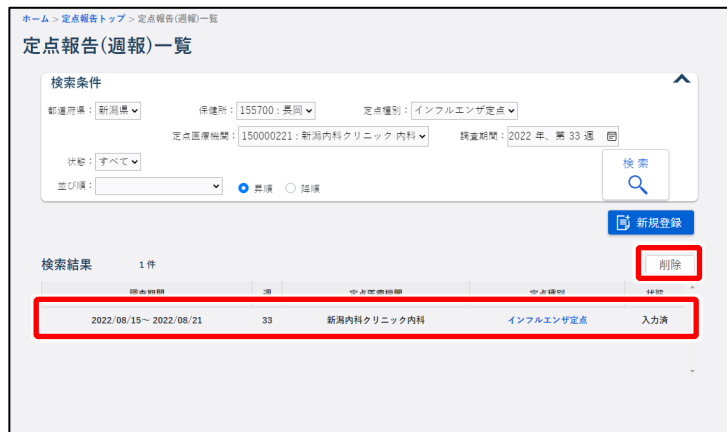 ホーム > 定点報告トップ > 定点報告(週報)一覧
定点報告(週報)一覧
検索条件
都道府県：新潟県 保健所：155700：長岡 定点種別：インフルエンザ定点
定点医療機関：150000221：新潟内科クリニック 内科 調査期間：2022 年、第 33 週
状態：すべて
検索
並び順： 昇順 降順
新規登録
検索結果 1 件
削除
調査期間 週 定点医療機関 定点種別 状態
2022/08/15～ 2022/08/21 33 新潟内科クリニック内科 インフルエンザ定点 入力済